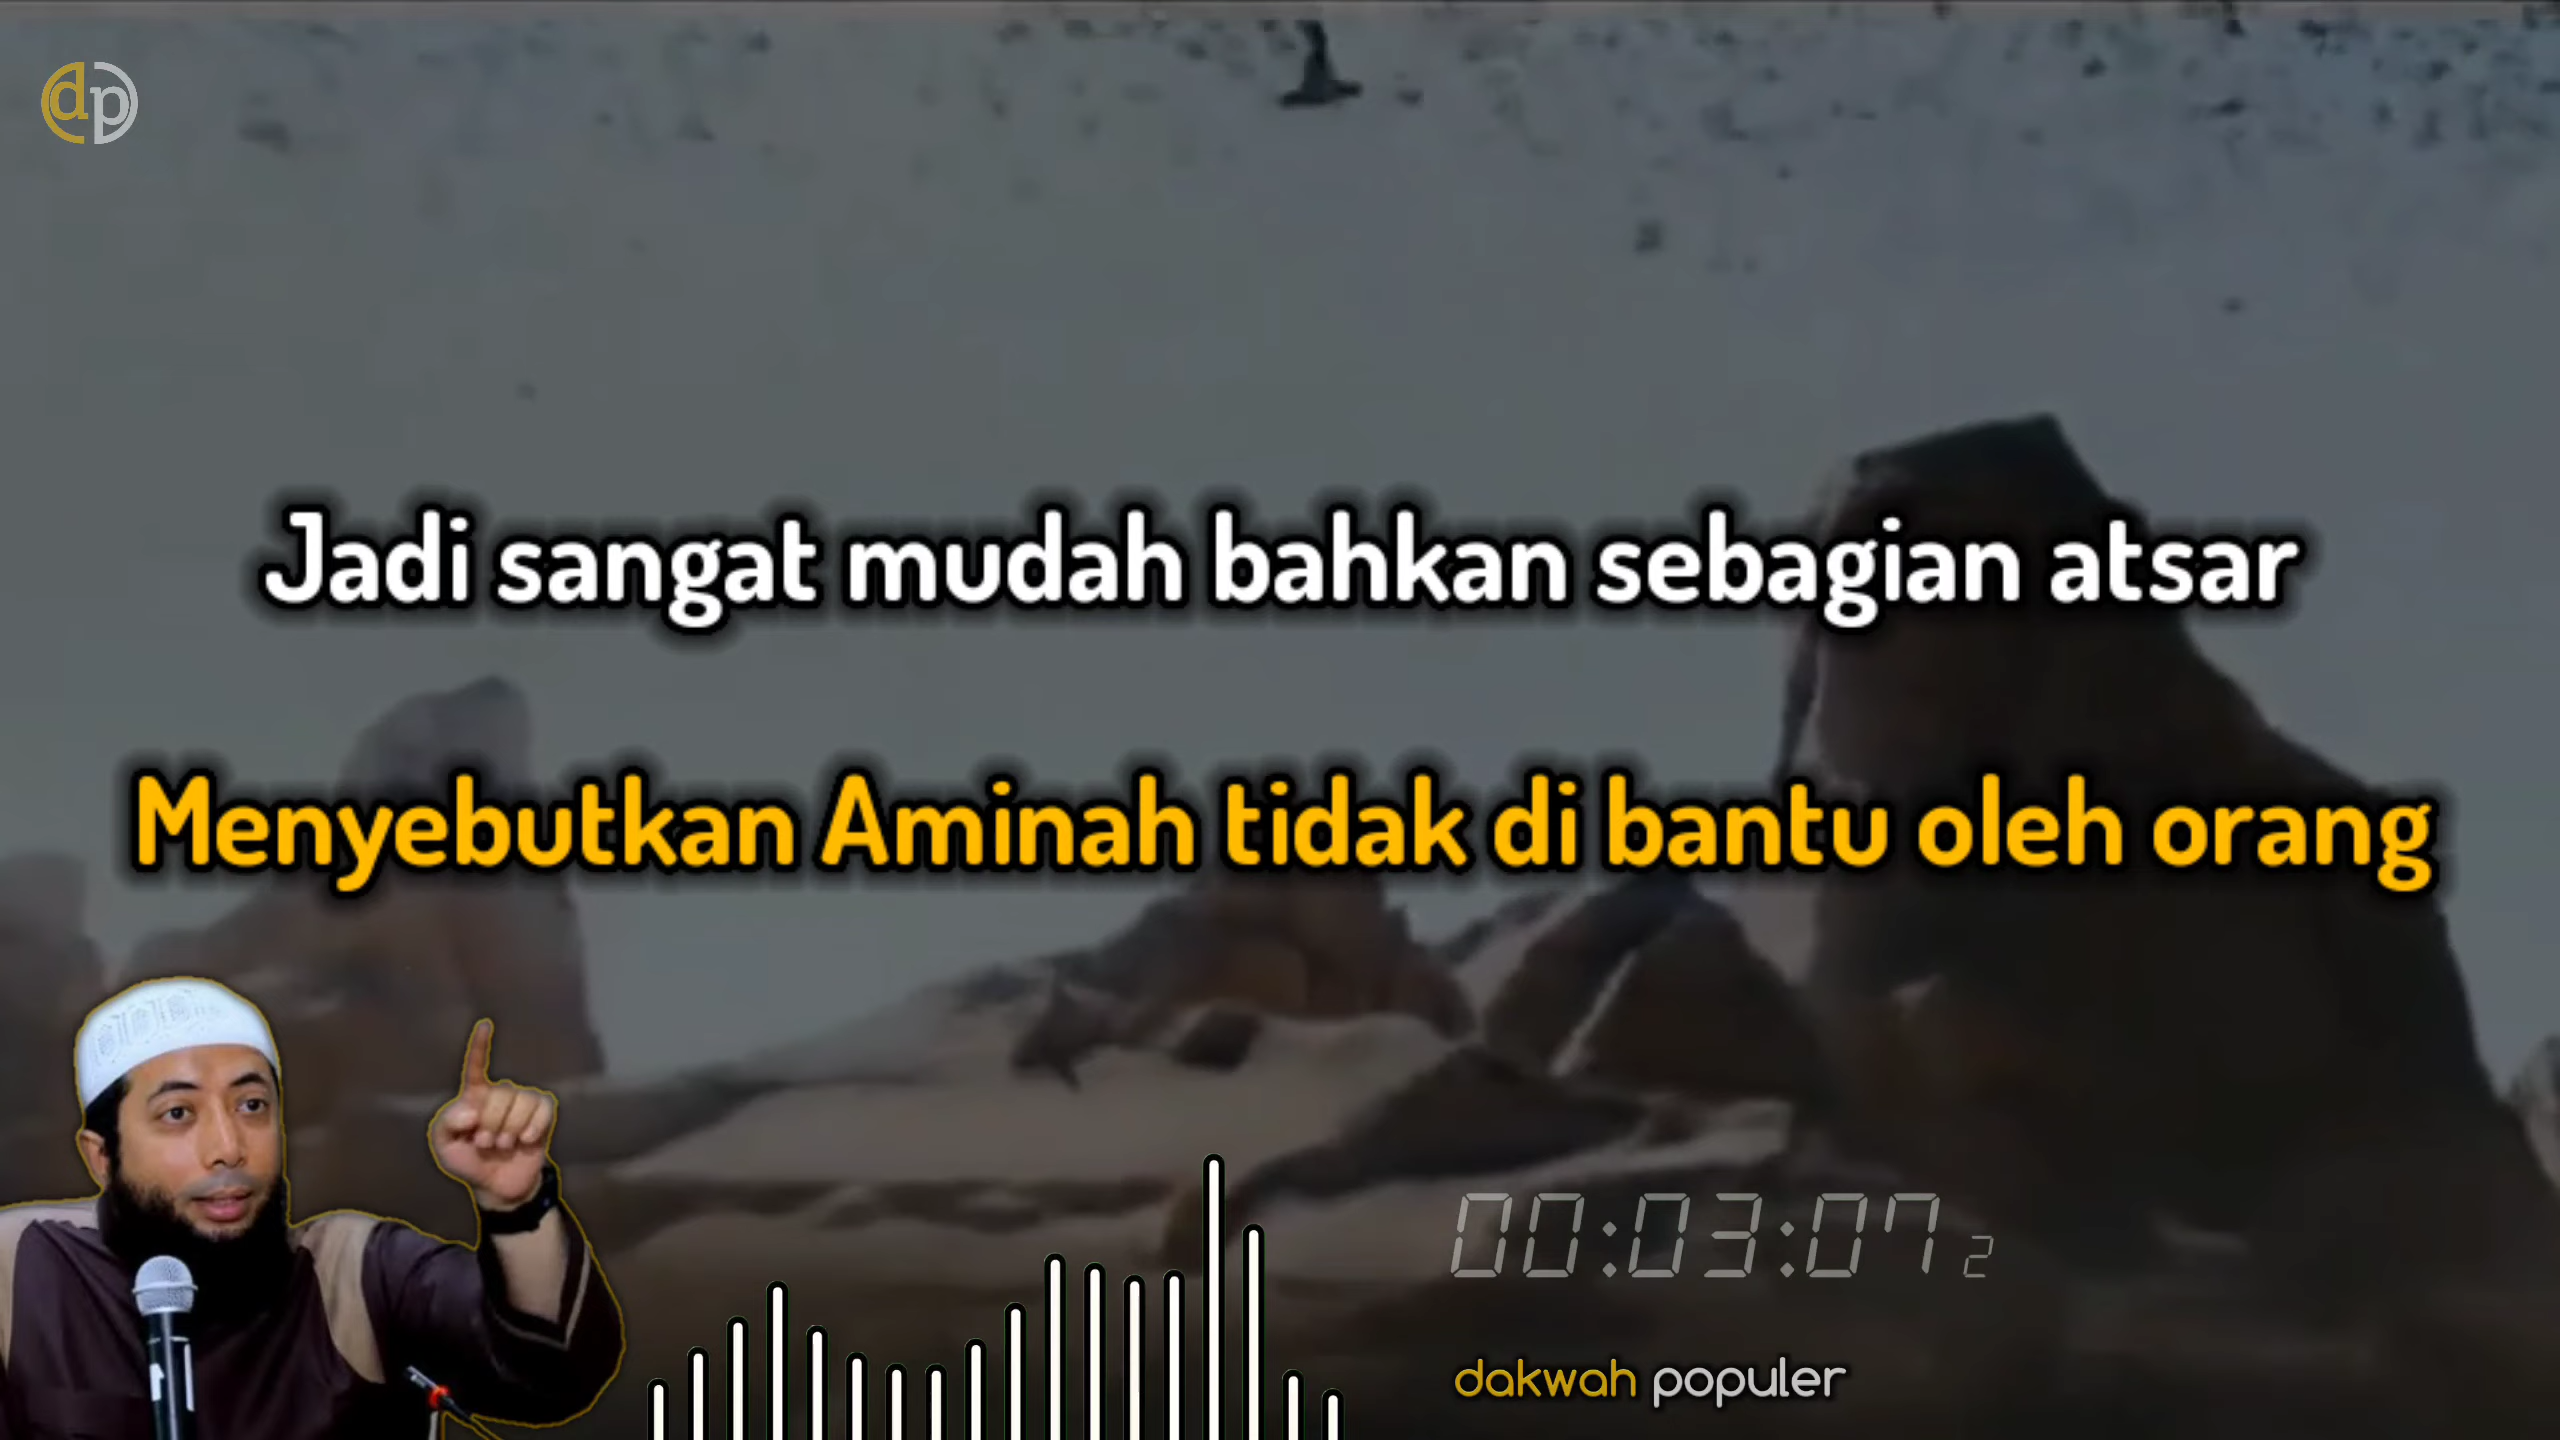 dp
Jadi sangat mudah bahkan sebagian atsar
Menyebutkan Aminah tidak di bantu oleh orang
00:03:07 2
dakwah populer